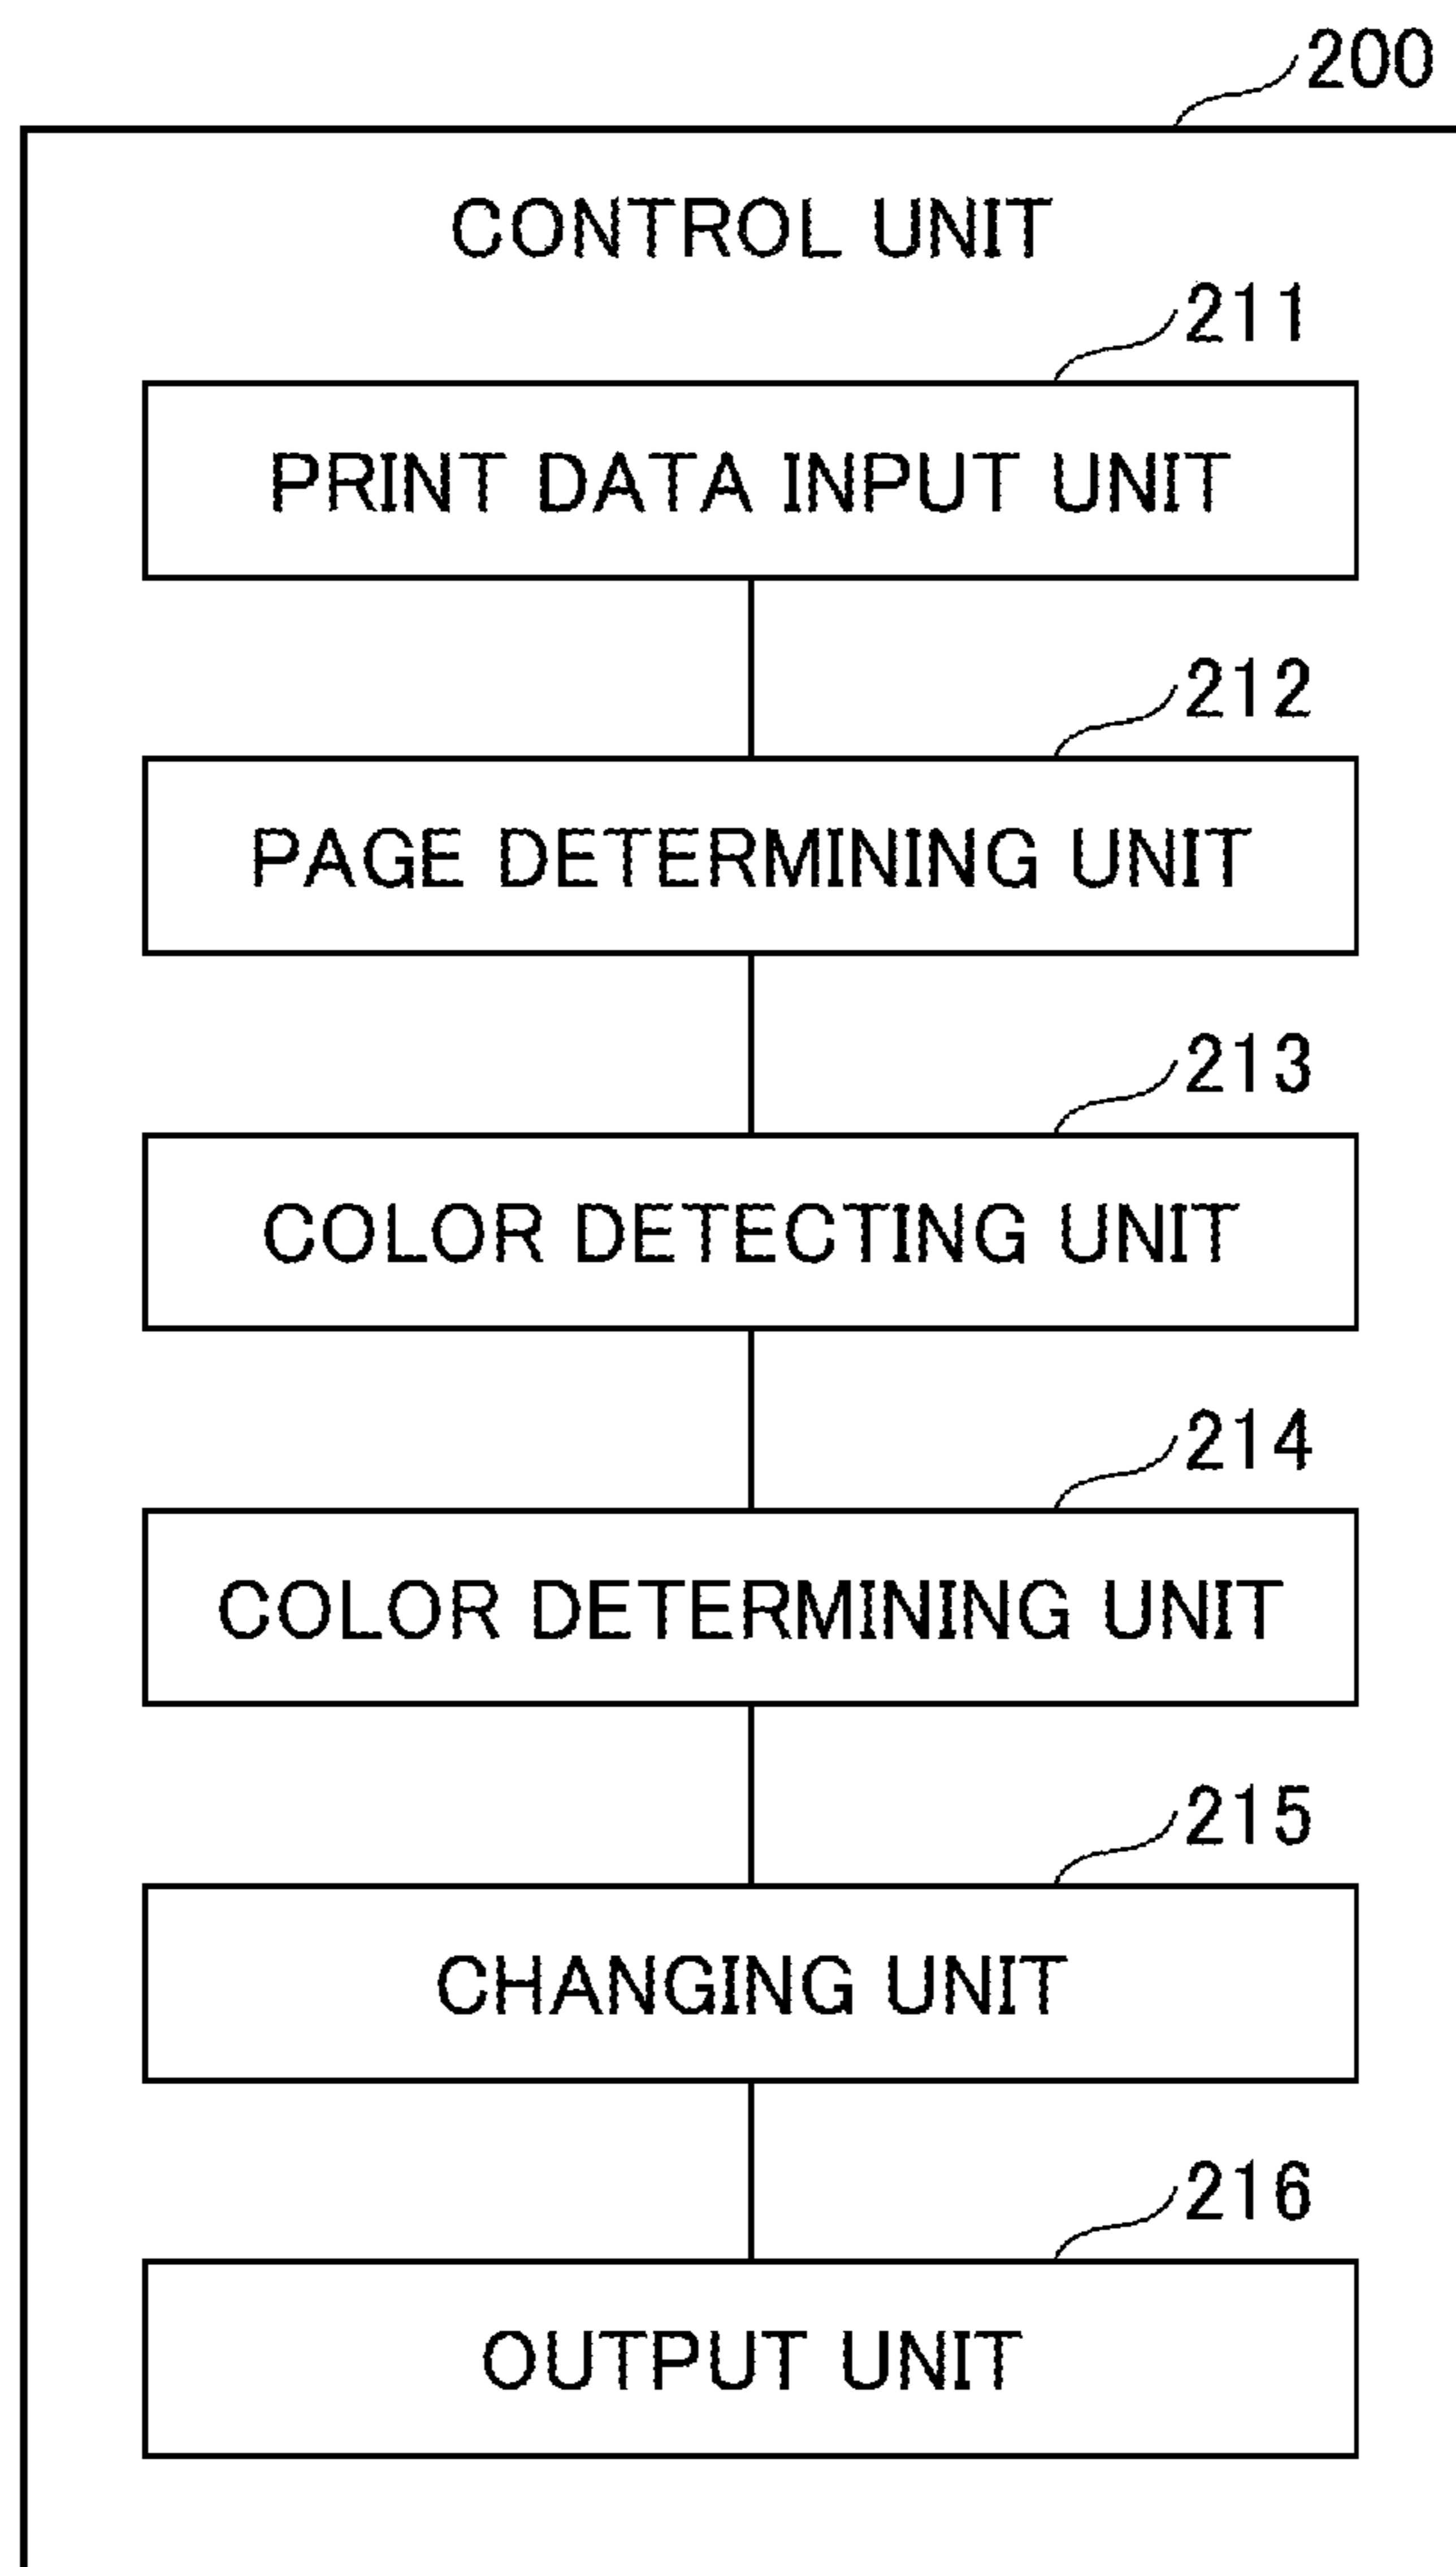 200
CONTROL UNIT
211
PRINT DATA INPUT UNIT
212
PAGE DETERMINING UNIT
213
COLOR DETECTING UNIT
214
COLOR DETERMINING UNIT
215
CHANGING UNIT
216
OUTPUT UNIT